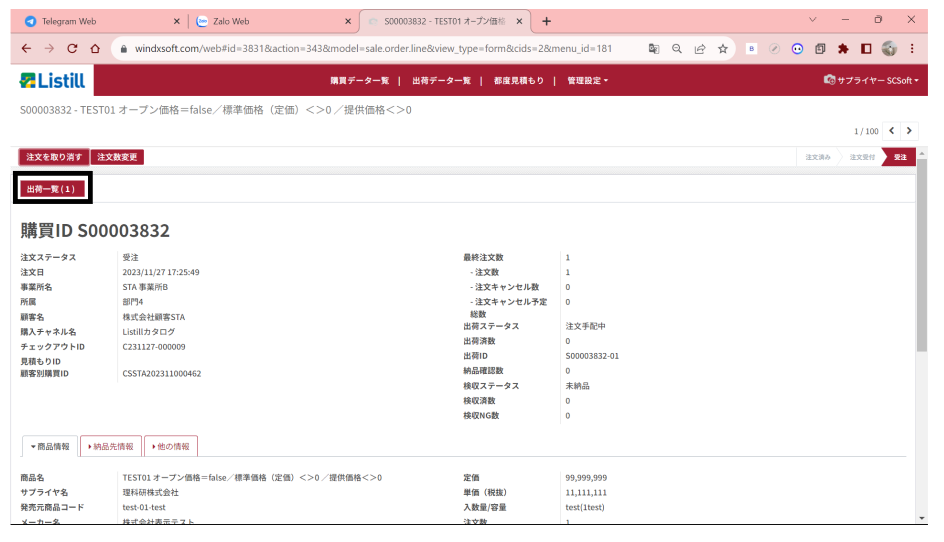 Telegram Web
Zalo Web
S00003832 - TEST01 オープン価格
windxsoft.com/web#id=3831&action=343&model=sale.order.line&view_type=form&cids=2&menu_id=181
Listill
購買データ一覧 | 出荷データ一覧 | 都度見積もり | 管理設定
サプライヤー SCSoft
S00003832 - TEST01 オープン価格＝false／標準価格（定価）＜＞0／提供価格＜＞0
1 / 100
注文を取り消す 注文数変更
注文済み 注文受付 受注
出荷一覧 ( 1 )
購買ID S00003832
注文ステータス 受注
注文日 2023/11/27 17:25:49
事業所名 STA 事業所B
所属 部門4
顧客名 株式会社顧客STA
購入チャネル名 Listillカタログ
チェックアウトID C231127-000009
見積もりID
顧客別購買ID CSSTA202311000462
最終注文数 1
- 注文数 1
- 注文キャンセル数 0
- 注文キャンセル予定総数 0
出荷ステータス 注文手配中
出荷済数 0
出荷ID S00003832-01
納品確認数 0
検収ステータス 未納品
検収済数 0
検収NG数 0
商品情報 納品先情報 他の情報
商品名 TEST01 オープン価格＝false／標準価格（定価）＜＞0／提供価格＜＞0
サプライヤ名 理科研株式会社
発売元商品コード test-01-test
メーカー名 株式会社表示テスト
定価 99,999,999
単価（税抜） 11,111,111
入数量/容量 test(1test)
注文数 1